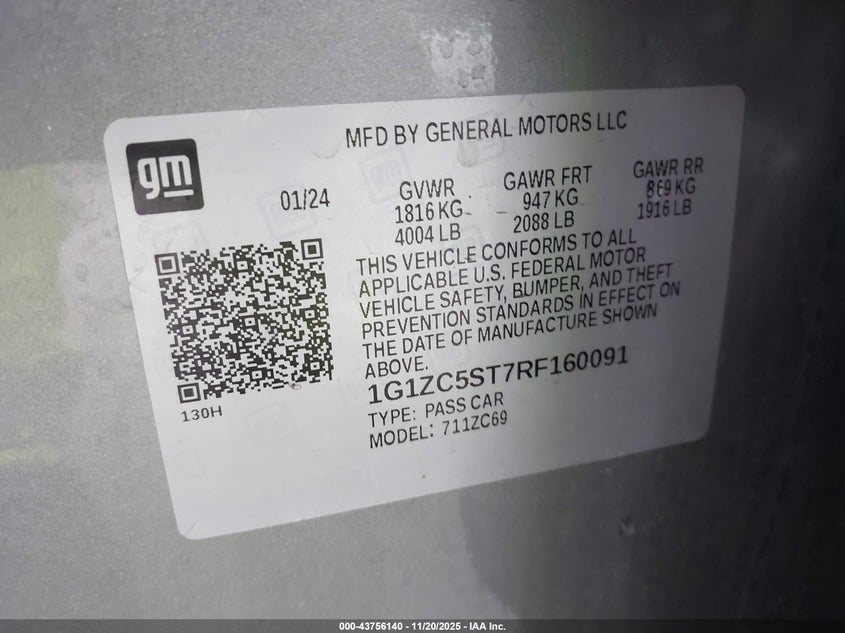 gm
MFD BY GENERAL MOTORS LLC
01/24
GVWR
1816 KG
4004 LB
GAWR FRT
947 KG
2088 LB
GAWR RR
869 KG
1916 LB
THIS VEHICLE CONFORMS TO ALL
APPLICABLE U.S. FEDERAL MOTOR
VEHICLE SAFETY, BUMPER, AND THEFT
PREVENTION STANDARDS IN EFFECT ON
THE DATE OF MANUFACTURE SHOWN
ABOVE.
1G1ZC5ST7RF160091
TYPE: PASS CAR
MODEL: 711ZC69
130H
000-43756140 - 11/20/2025 - IAA Inc.